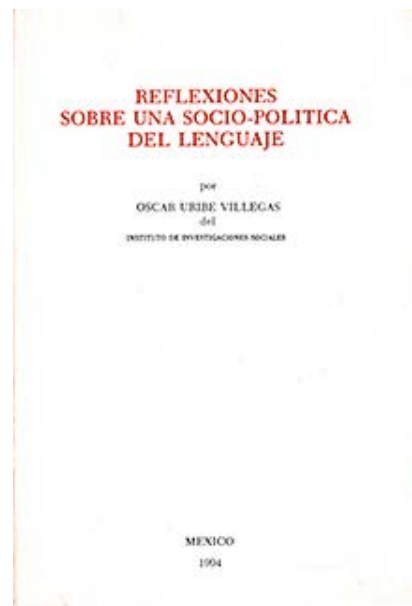 REFLEXIONES
SOBRE UNA SOCIO-POLITICA
DEL LENGUAJE
por
OSCAR URIBE VILLEGAS
del
INSTITUTO DE INVESTIGACIONES SOCIALES
MEXICO
1994